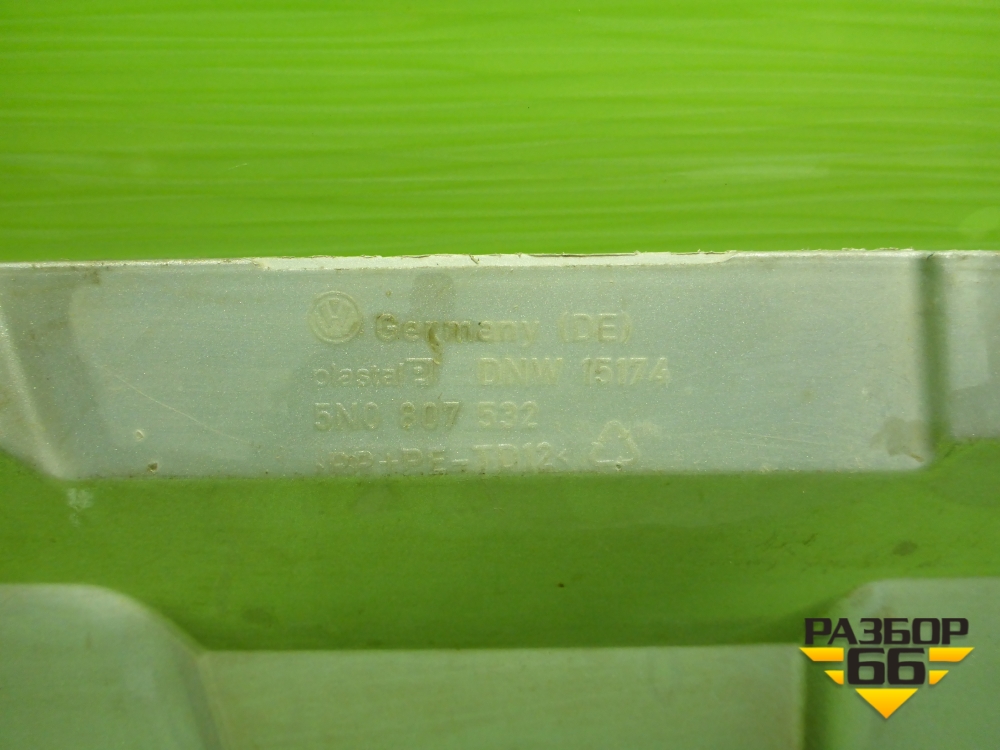 Germany (DE)
plastal DNW 15174
5N0 807 532
>PP+PE-TD12<
РАЗБОР
66